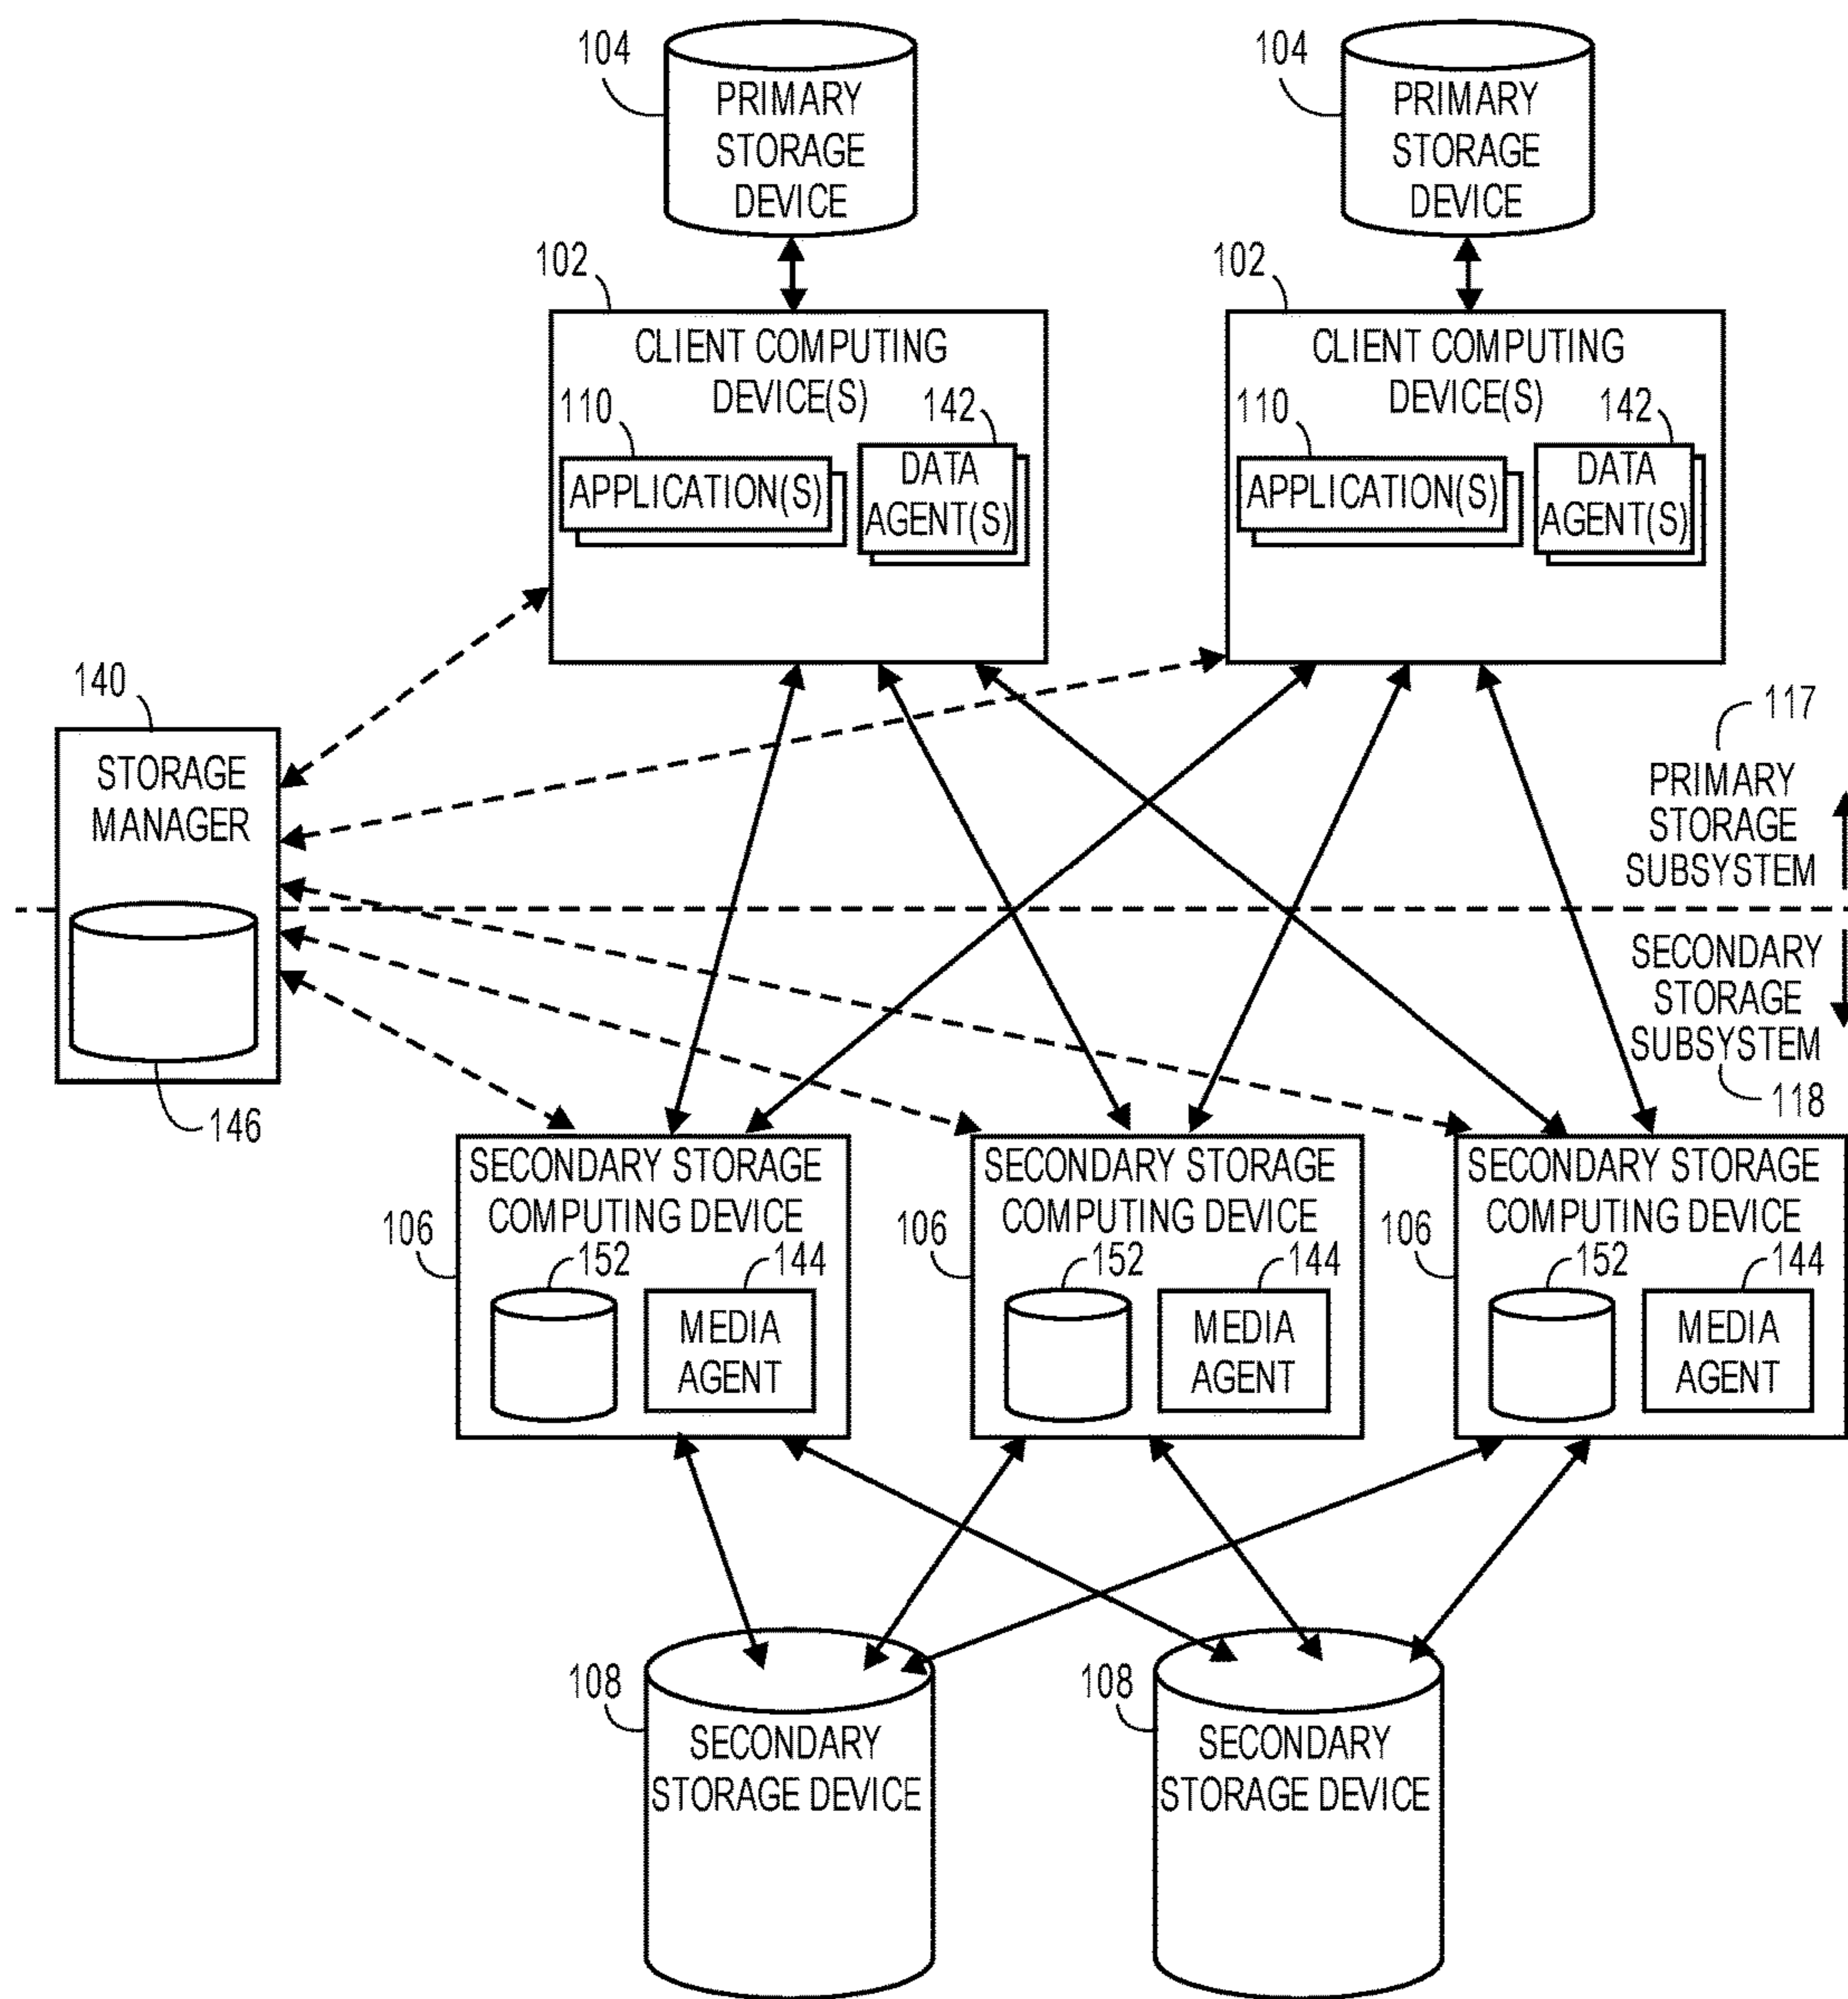 104
PRIMARY
STORAGE
DEVICE
104
PRIMARY
STORAGE
DEVICE
102
CLIENT COMPUTING
DEVICE(S)
110
142
APPLICATION(S)
DATA
AGENT(S)
102
CLIENT COMPUTING
DEVICE(S)
110
142
APPLICATION(S)
DATA
AGENT(S)
140
STORAGE
MANAGER
146
117
PRIMARY
STORAGE
SUBSYSTEM
SECONDARY
STORAGE
SUBSYSTEM
118
106
SECONDARY STORAGE
COMPUTING DEVICE
152
144
MEDIA
AGENT
106
SECONDARY STORAGE
COMPUTING DEVICE
152
144
MEDIA
AGENT
106
SECONDARY STORAGE
COMPUTING DEVICE
152
144
MEDIA
AGENT
108
SECONDARY
STORAGE DEVICE
108
SECONDARY
STORAGE DEVICE